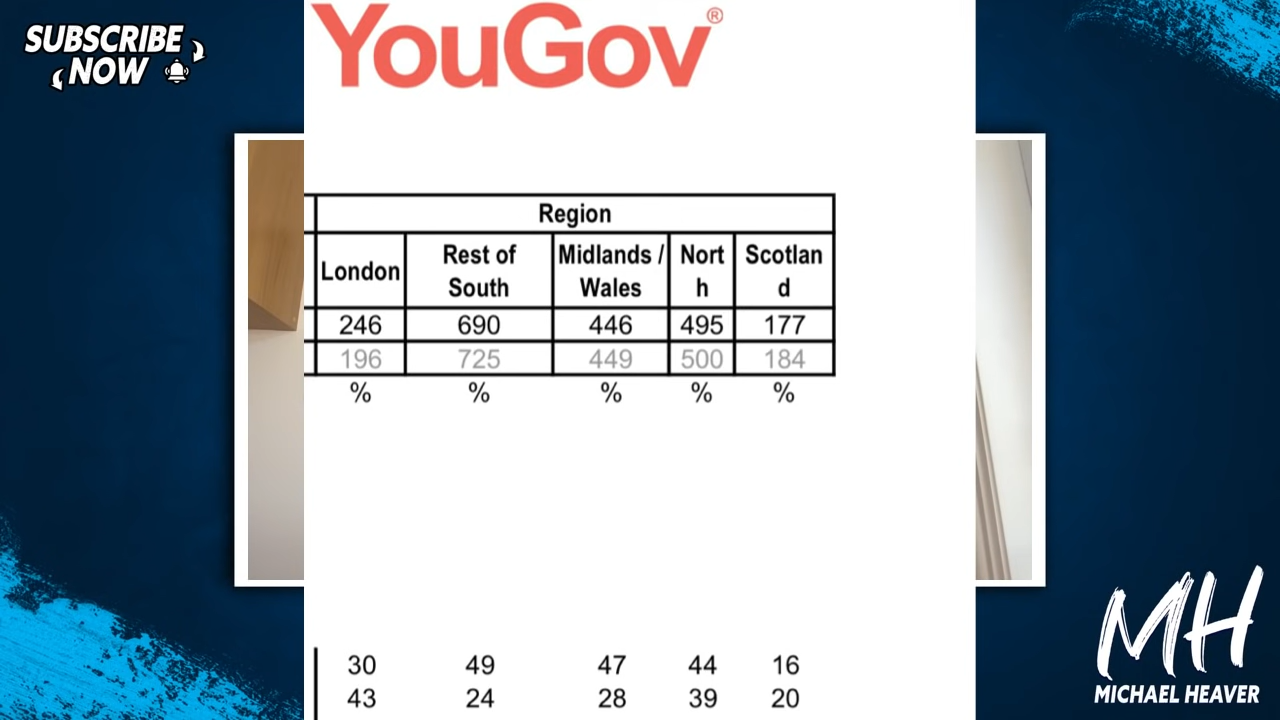 SUBSCRIBE
NOW
YouGov®
Region
London Rest of South Midlands / Wales Nort h Scotlan d
246 690 446 495 177
196 725 449 500 184
% % % % %
30 49 47 44 16
43 24 28 39 20
MH
MICHAEL HEAVER